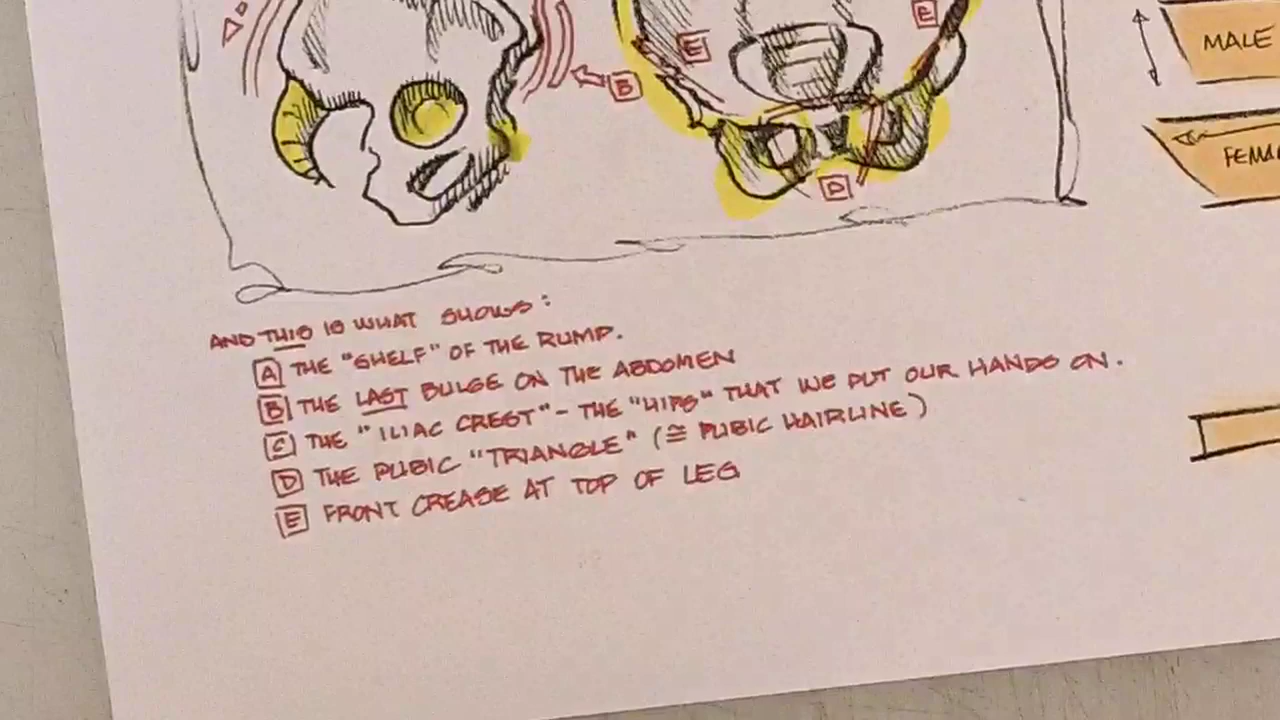 E
E
B
D
MALE
AND THIS IS WHAT SHOWS:
A THE "SHELF" OF THE RUMP.
B THE LAST BULGE ON THE ABDOMEN
C THE "ILIAC CREST" - THE "HIPS" THAT WE PUT OUR HANDS ON.
D THE PUBIC "TRIANGLE" (≅ PUBIC HAIRLINE)
E FRONT CREASE AT TOP OF LEG